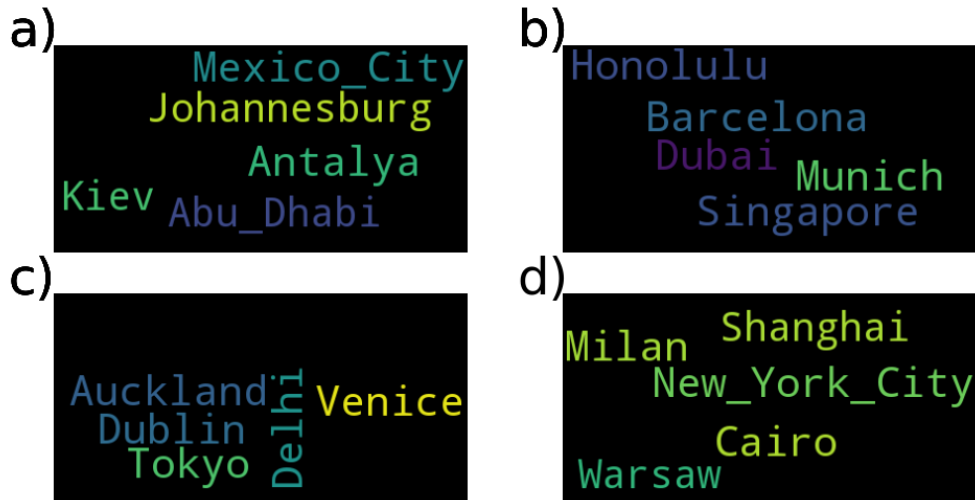 a)
Mexico_City
Johannesburg
Antalya
Kiev
Abu_Dhabi
b)
Honolulu
Barcelona
Dubai
Munich
Singapore
c)
Auckland
Delhi
Venice
Dublin
Tokyo
d)
Shanghai
Milan
New_York_City
Cairo
Warsaw